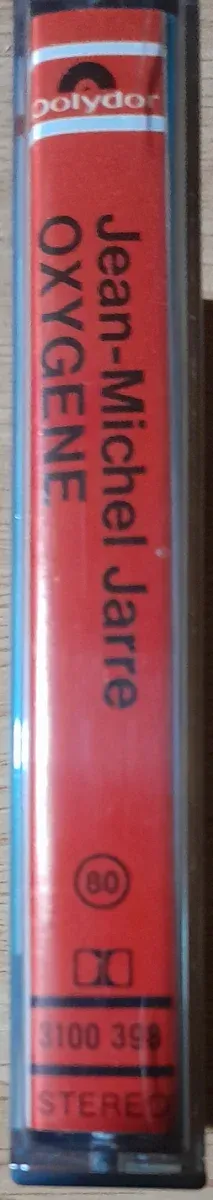 polydor
Jean-Michel Jarre
OXYGENE
80
3100 398
STEREO